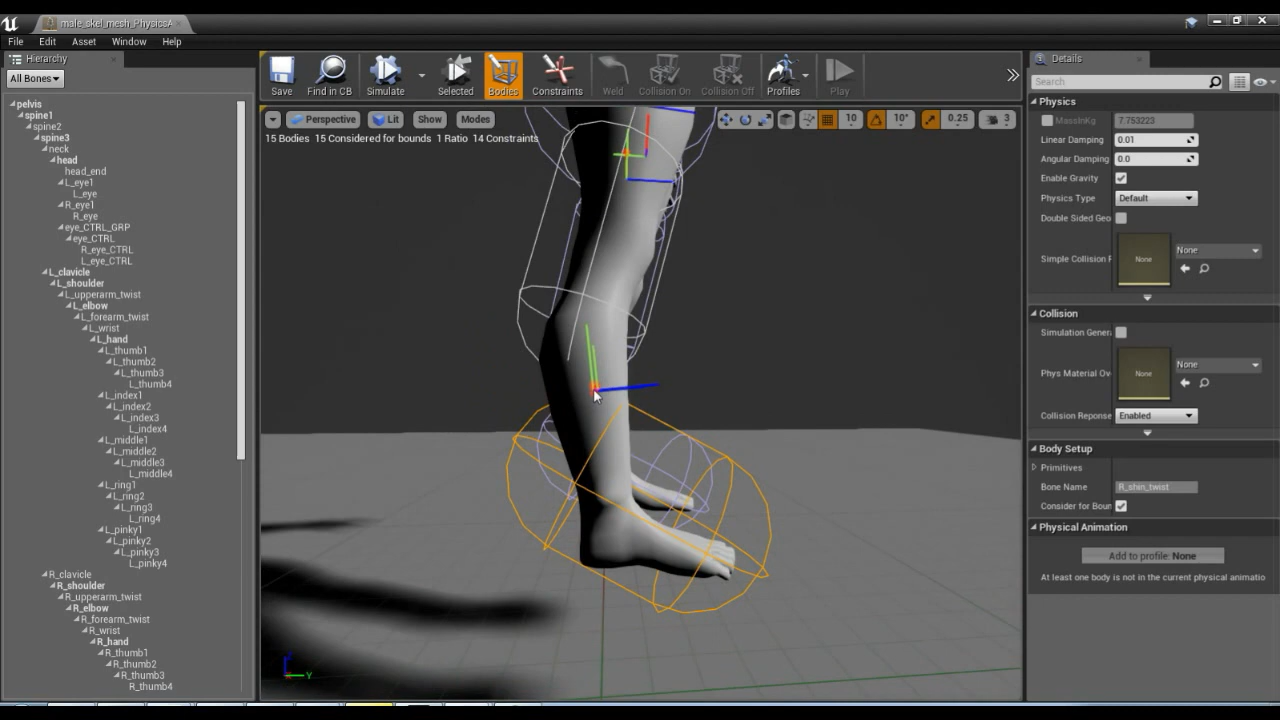 male_skel_mesh_PhysicsA
File Edit Asset Window Help
Hierarchy
All Bones
pelvis
spine1
spine2
spine3
neck
head
head_end
L_eye1
L_eye
R_eye1
R_eye
eye_CTRL_GRP
eye_CTRL
R_eye_CTRL
L_eye_CTRL
L_clavicle
L_shoulder
L_upperarm_twist
L_elbow
L_forearm_twist
L_wrist
L_hand
L_thumb1
L_thumb2
L_thumb3
L_thumb4
L_index1
L_index2
L_index3
L_index4
L_middle1
L_middle2
L_middle3
L_middle4
L_ring1
L_ring2
L_ring3
L_ring4
L_pinky1
L_pinky2
L_pinky3
L_pinky4
R_clavicle
R_shoulder
R_upperarm_twist
R_elbow
R_forearm_twist
R_wrist
R_hand
R_thumb1
R_thumb2
R_thumb3
R_thumb4
Save Find in CB Simulate Selected Bodies Constraints Weld Collision On Collision Off Profiles Play
Perspective Lit Show Modes 10 10° 0.25 3
15 Bodies 15 Considered for bounds 1 Ratio 14 Constraints
Z
Y
Details
Search
Physics
MassInKg 7.753223
Linear Damping 0.01
Angular Damping 0.0
Enable Gravity
Physics Type Default
Double Sided Geo
Simple Collision P None None
Collision
Simulation Gener
Phys Material Ov None None
Collision Reponse Enabled
Body Setup
Primitives
Bone Name R_shin_twist
Consider for Boun
Physical Animation
Add to profile: None
At least one body is not in the current physical animatio